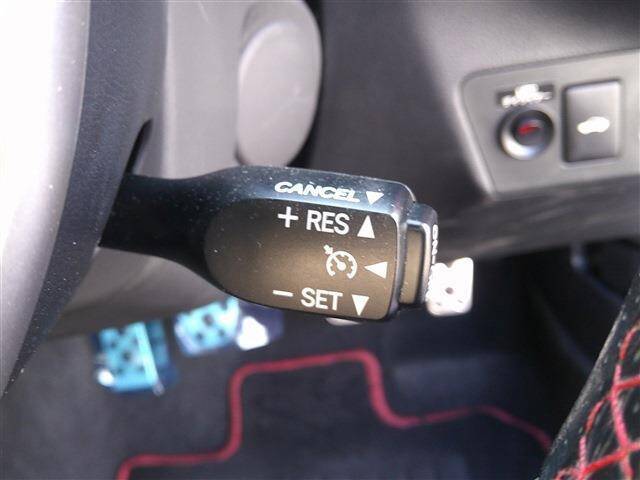 CANCEL ▼
+ RES ▲
◀
− SET ▼